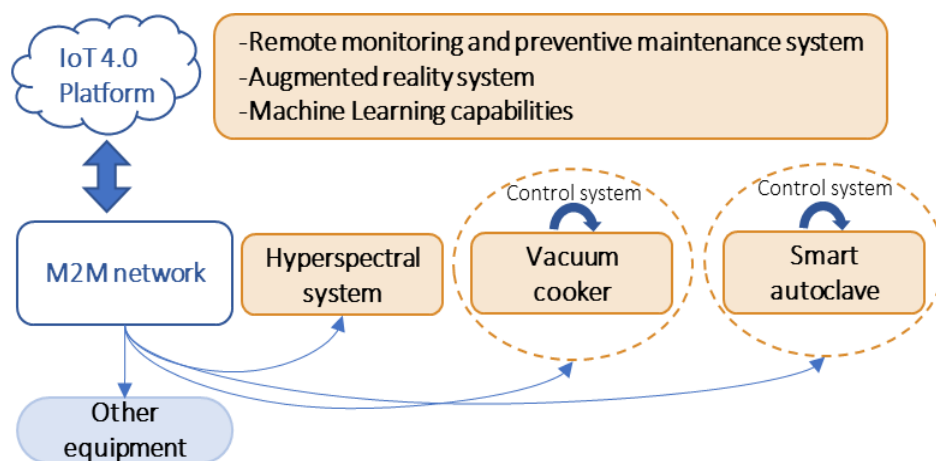 IoT 4.0
Platform
-Remote monitoring and preventive maintenance system
-Augmented reality system
-Machine Learning capabilities
Control system
Control system
M2M network
Hyperspectral
system
Vacuum
cooker
Smart
autoclave
Other
equipment